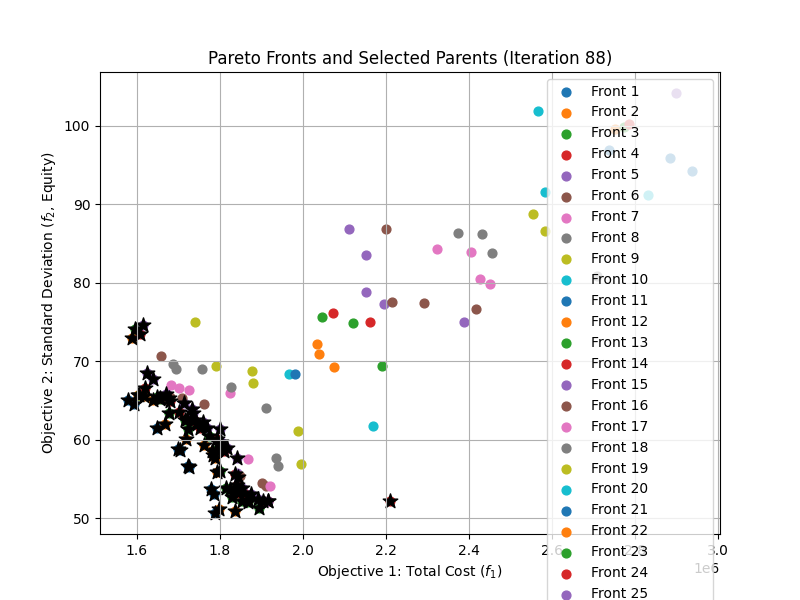 Pareto Fronts and Selected Parents (Iteration 88)
Objective 2: Standard Deviation (f₂, Equity)
100
90
80
70
60
50
1.6
1.8
2.0
2.2
2.4
2.6
2.8
3.0
1e6
Objective 1: Total Cost (f₁)
Front 1
Front 2
Front 3
Front 4
Front 5
Front 6
Front 7
Front 8
Front 9
Front 10
Front 11
Front 12
Front 13
Front 14
Front 15
Front 16
Front 17
Front 18
Front 19
Front 20
Front 21
Front 22
Front 23
Front 24
Front 25